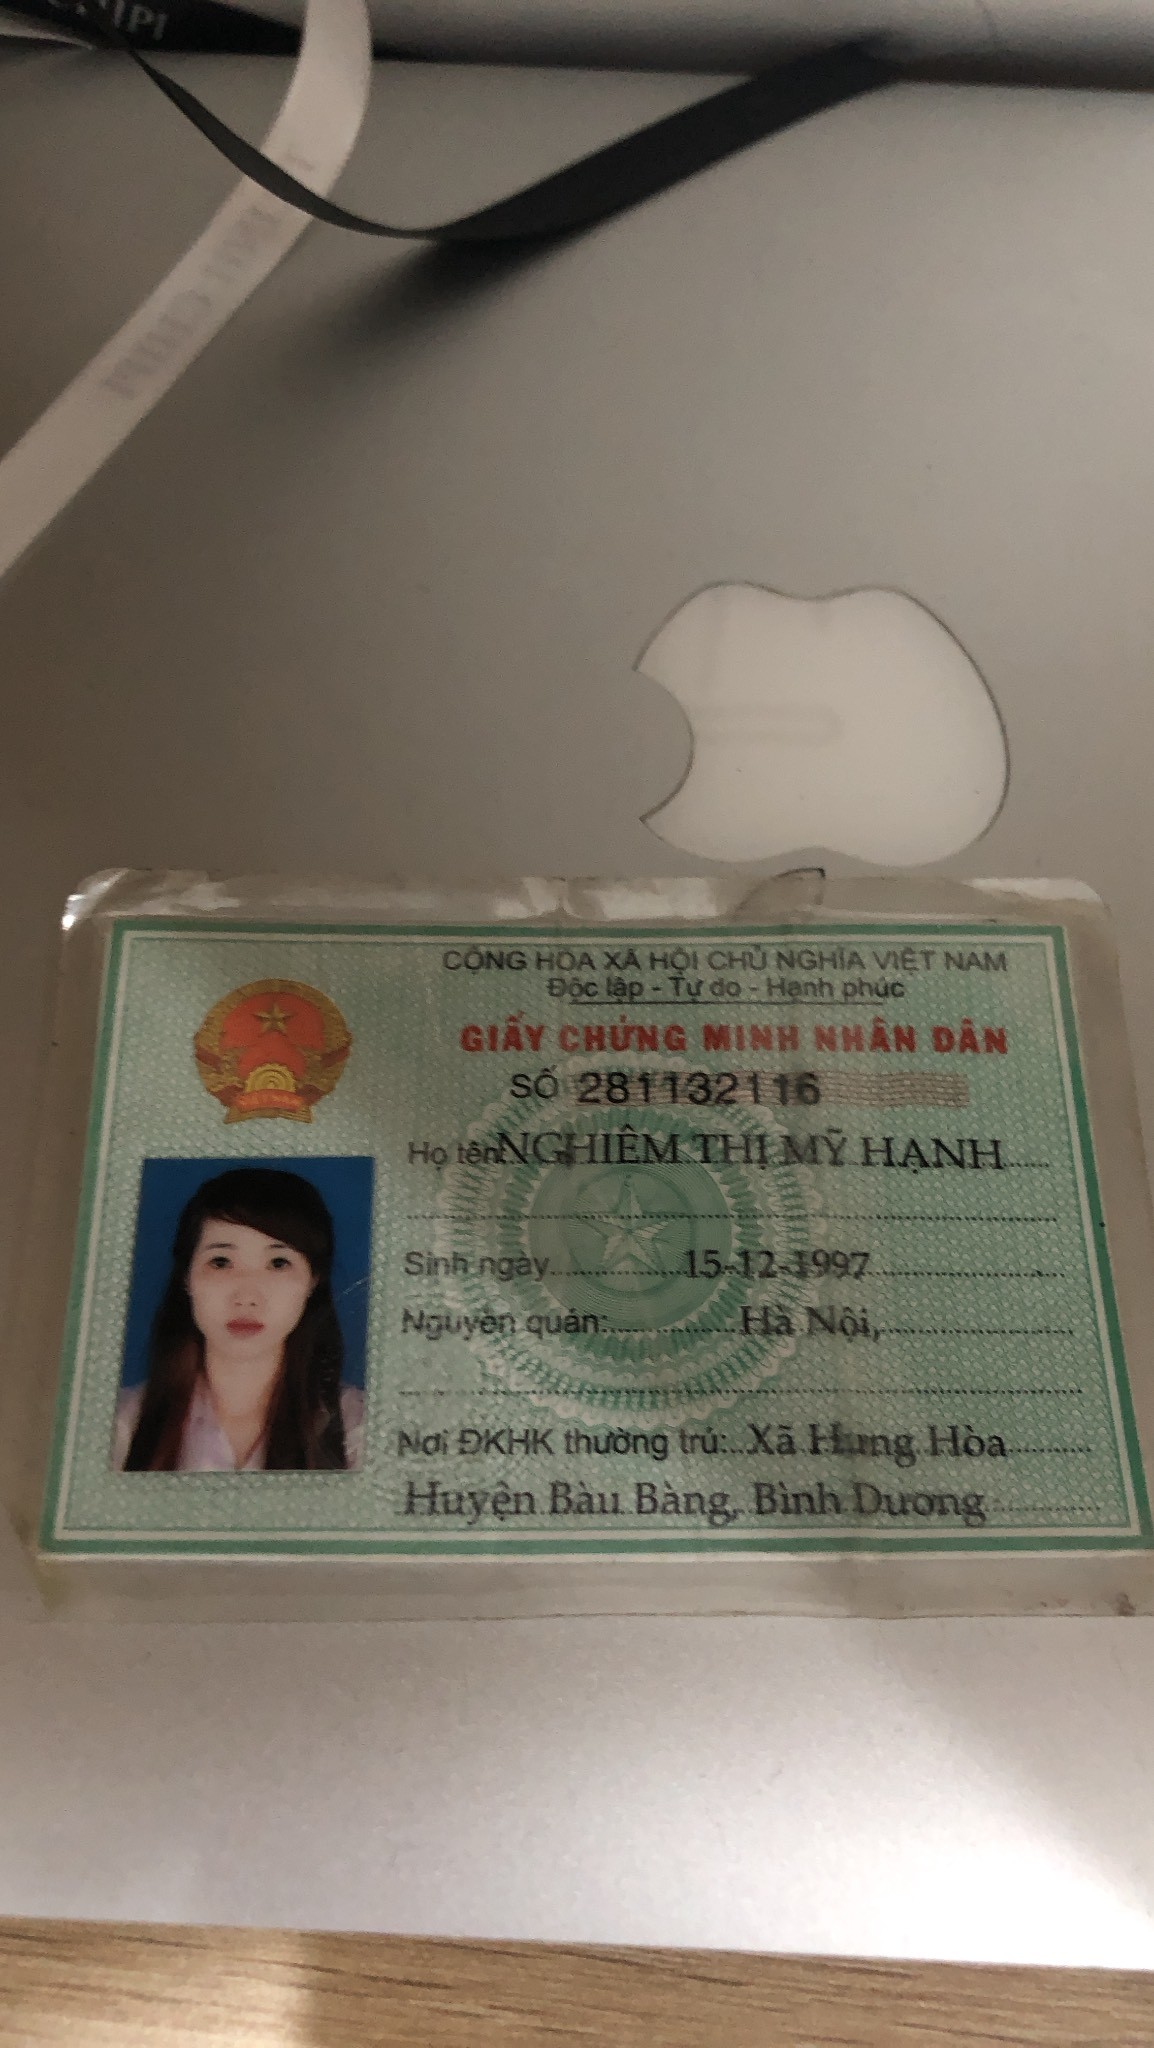 CỘNG HÒA XÃ HỘI CHỦ NGHĨA VIỆT NAM
Độc lập - Tự do - Hạnh phúc
GIẤY CHỨNG MINH NHÂN DÂN
SỐ 281132116
Họ tên: NGHIÊM THỊ MỸ HẠNH
Sinh ngày 15-12-1997
Nguyên quán: Hà Nội,
Nơi ĐKHK thường trú: Xã Hưng Hòa
Huyện Bàu Bàng, Bình Dương